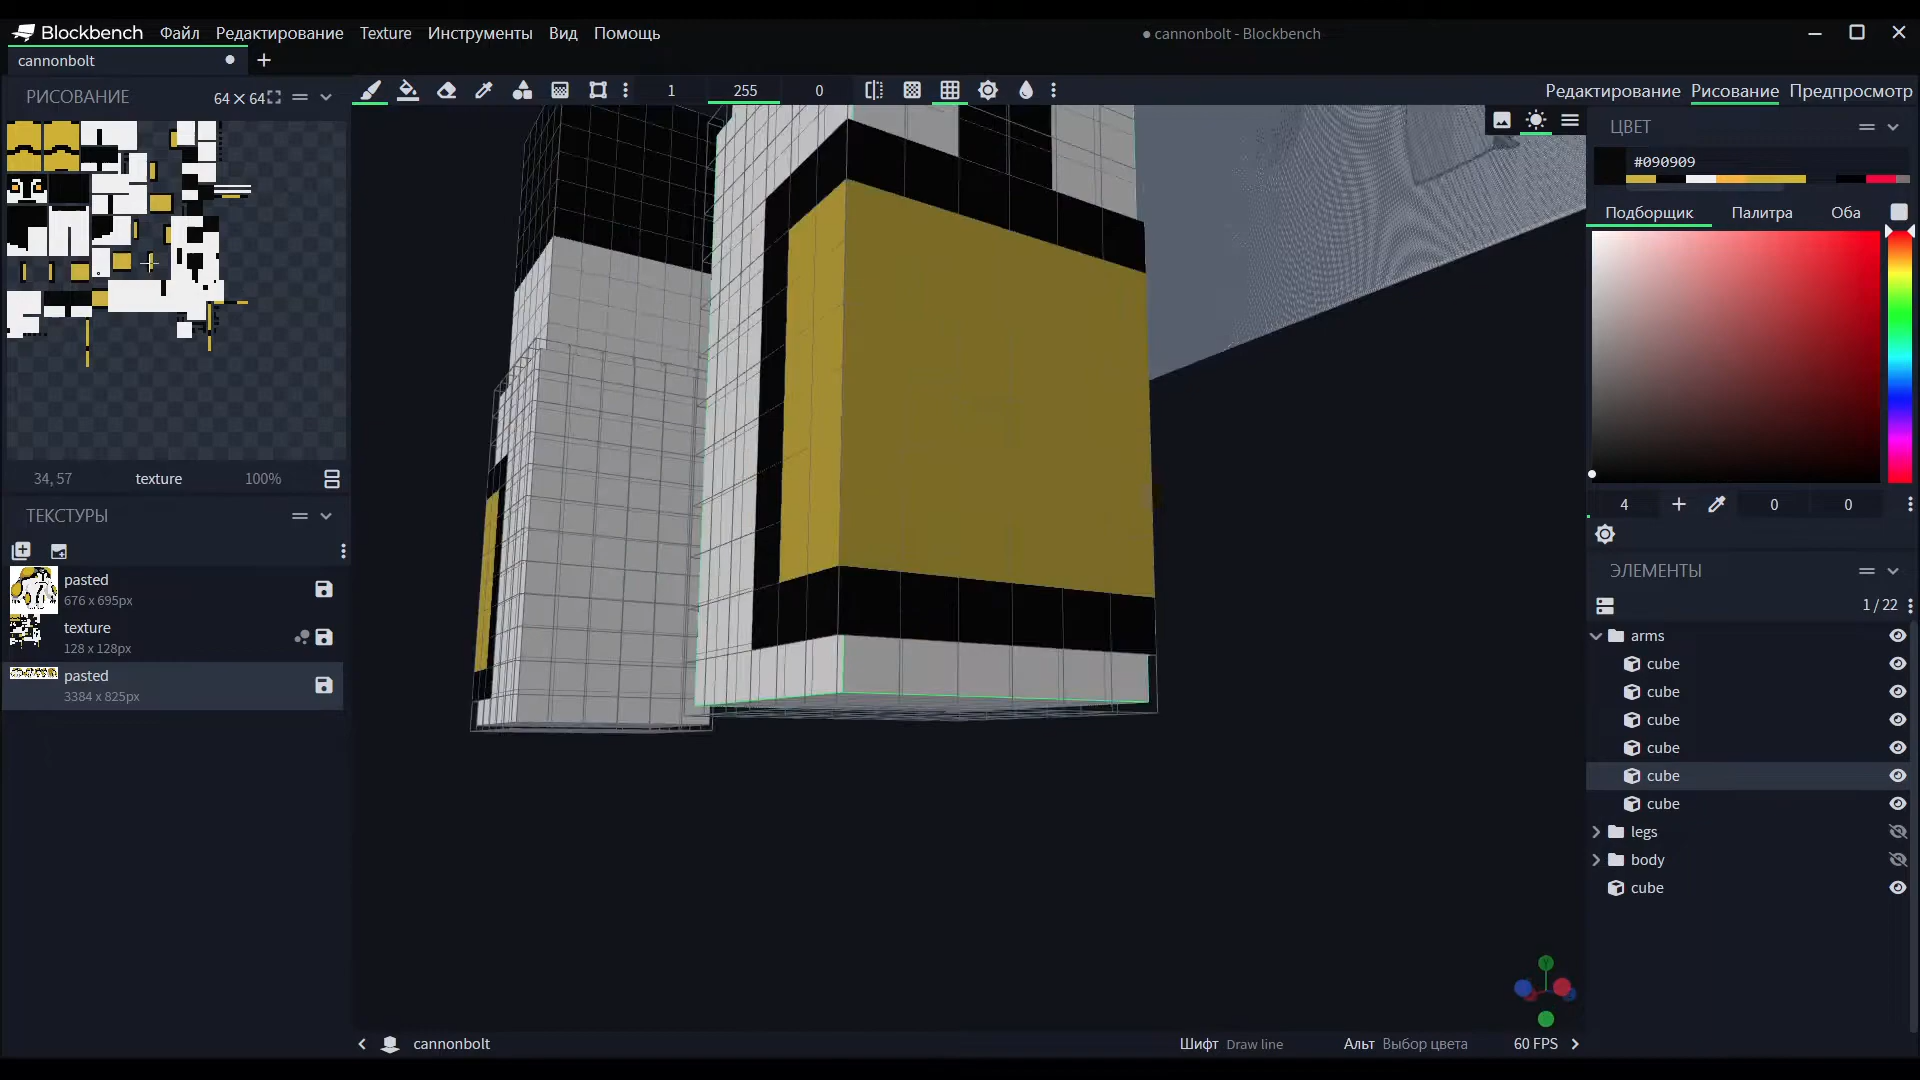 Blockbench Файл Редактирование Texture Инструменты Вид Помощь
● cannonbolt - Blockbench
cannonbolt
РИСОВАНИЕ 64 × 64
1 255 0
Редактирование Рисование Предпросмотр
ЦВЕТ
#090909
Подборщик Палитра Оба
34, 57 texture 100%
4 0 0
ТЕКСТУРЫ
pasted
676 x 695px
texture
128 x 128px
pasted
3384 x 825px
ЭЛЕМЕНТЫ
1 / 22
arms
cube
cube
cube
cube
cube
cube
legs
body
cube
Y
cannonbolt
Шифт Draw line Альт Выбор цвета 60 FPS